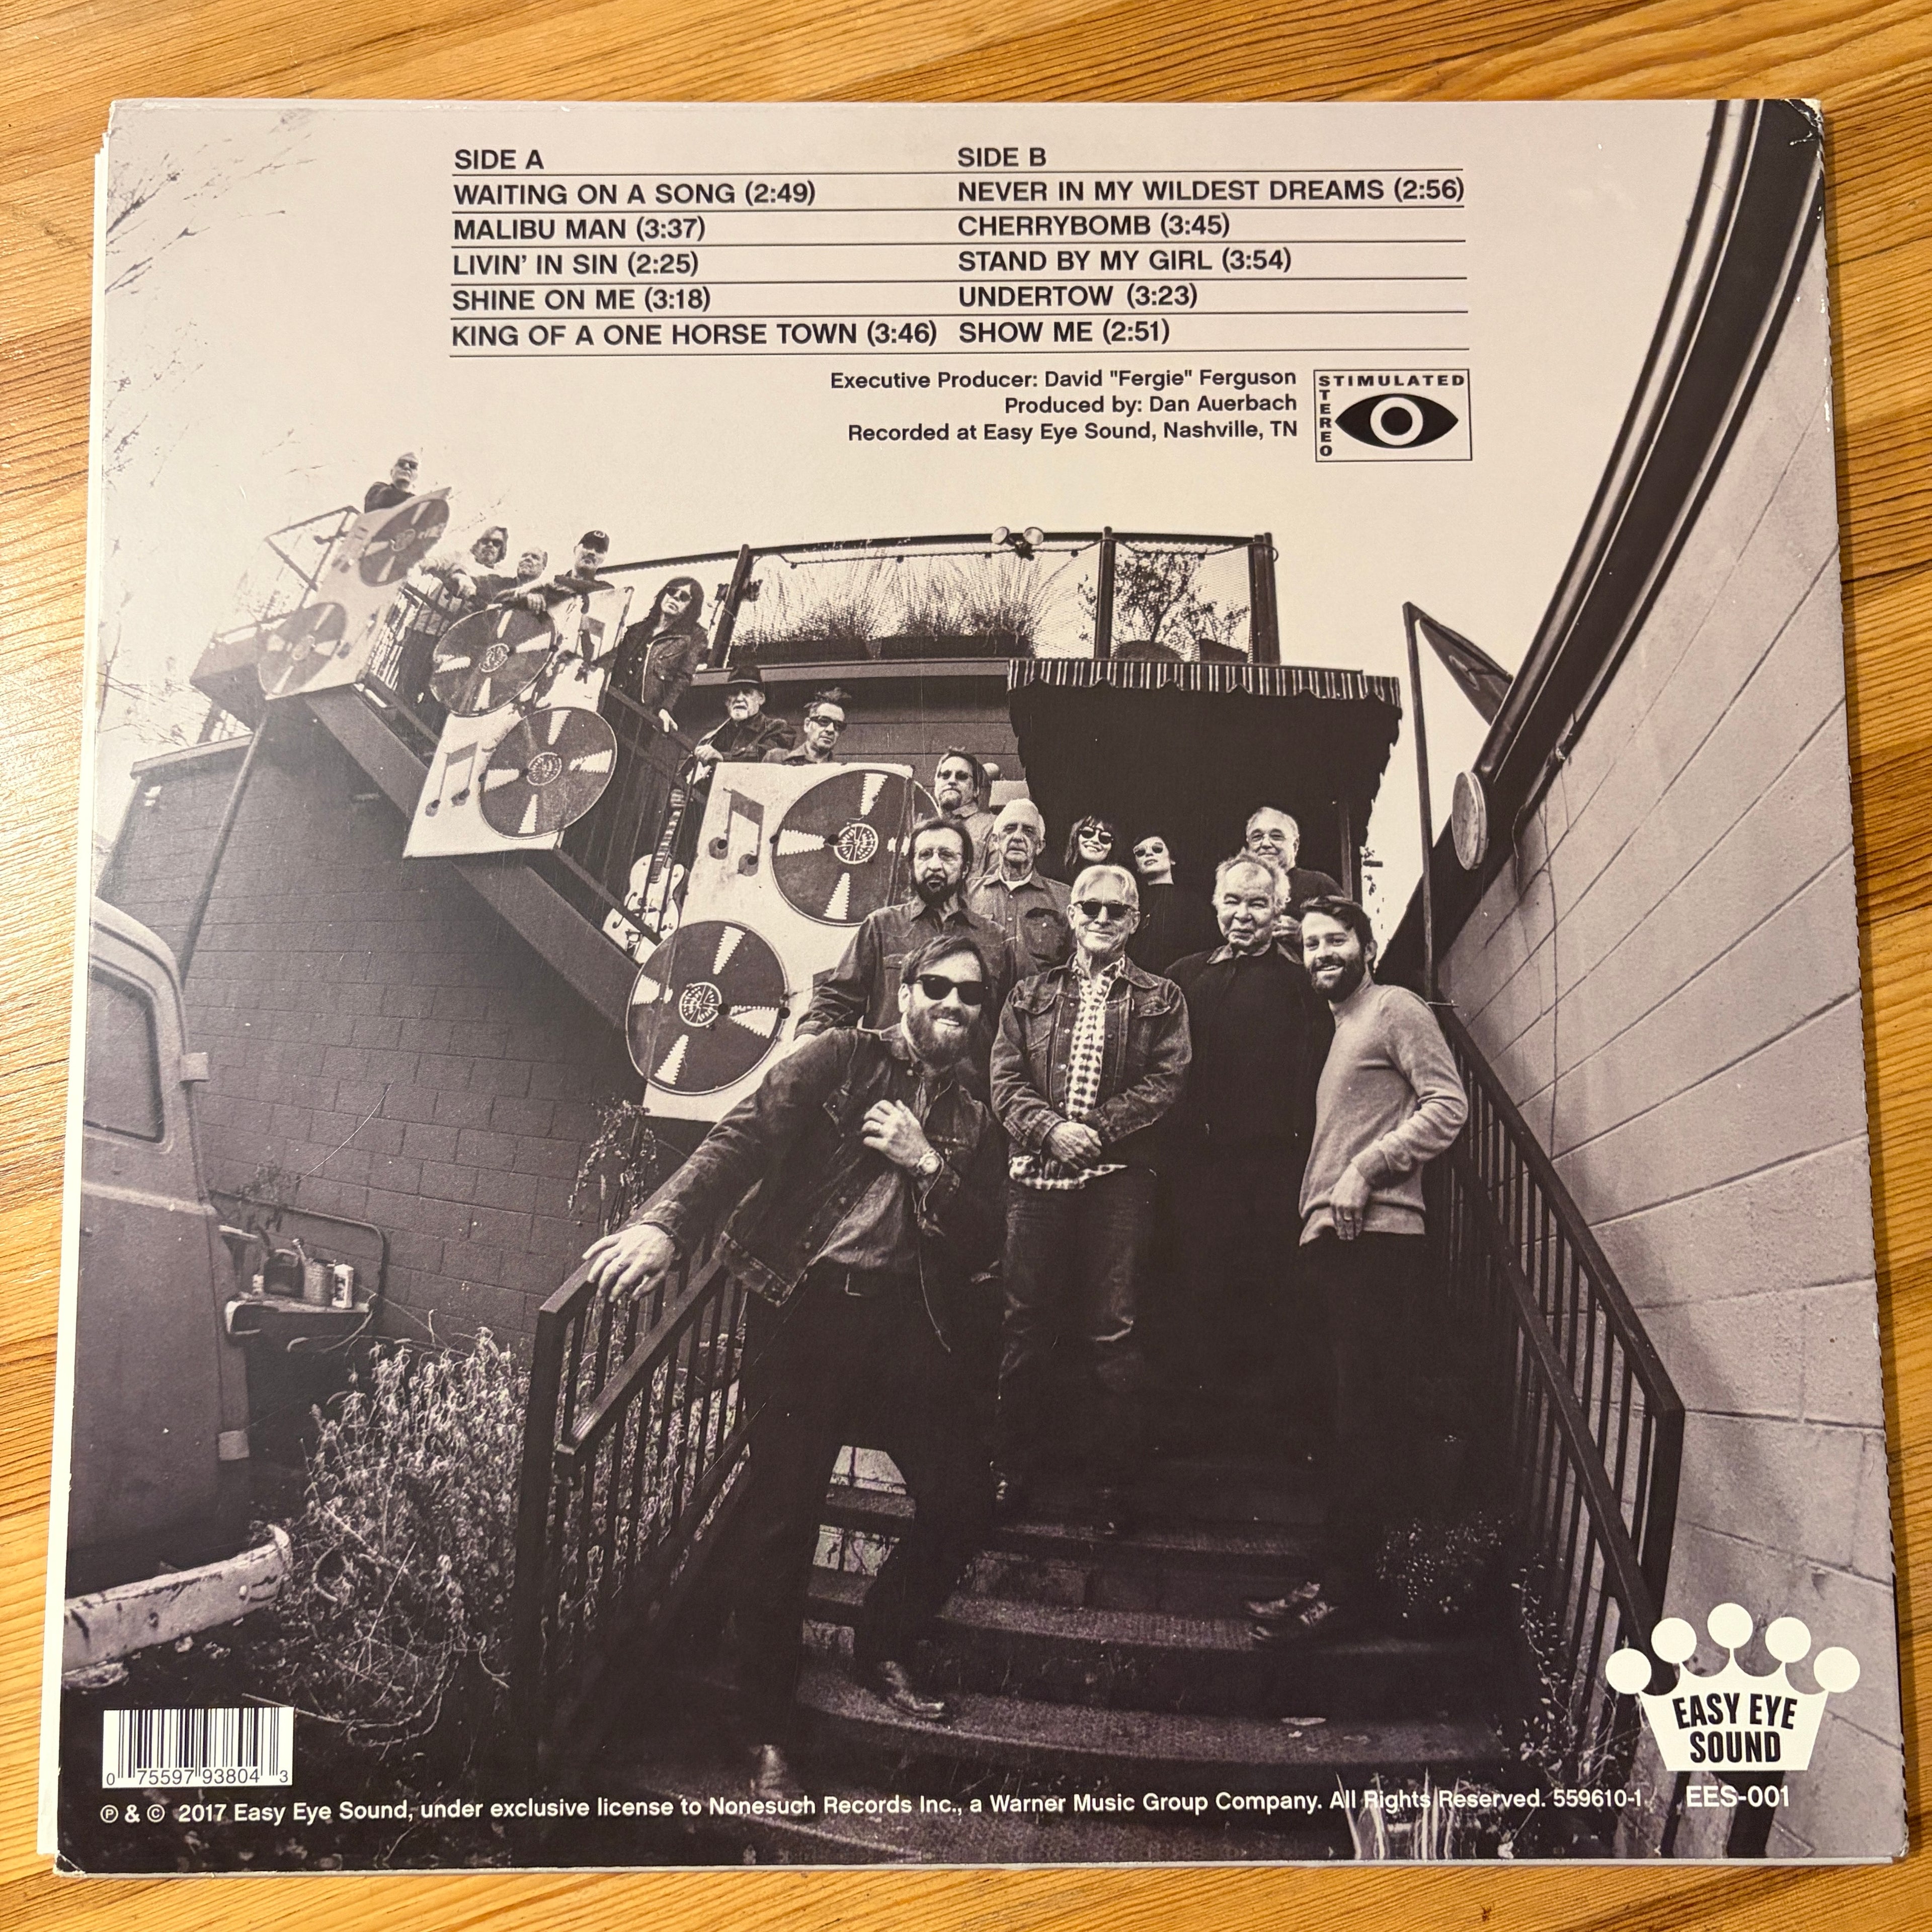 SIDE A
WAITING ON A SONG (2:49)
MALIBU MAN (3:37)
LIVIN' IN SIN (2:25)
SHINE ON ME (3:18)
KING OF A ONE HORSE TOWN (3:46)
SIDE B
NEVER IN MY WILDEST DREAMS (2:56)
CHERRYBOMB (3:45)
STAND BY MY GIRL (3:54)
UNDERTOW (3:23)
SHOW ME (2:51)
Executive Producer: David "Fergie" Ferguson
Produced by: Dan Auerbach
Recorded at Easy Eye Sound, Nashville, TN
STIMULATED
STEREO
EASY EYE
SOUND
EES-001
0 75597 93804 3
℗ & © 2017 Easy Eye Sound, under exclusive license to Nonesuch Records Inc., a Warner Music Group Company. All Rights Reserved. 559610-1